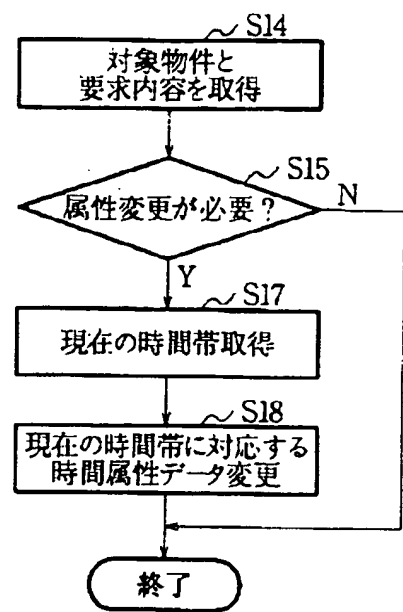 S14
対象物件と
要求内容を取得
S15
属性変更が必要?
N
Y
S17
現在の時間帯取得
S18
現在の時間帯に対応する
時間属性データ変更
終了